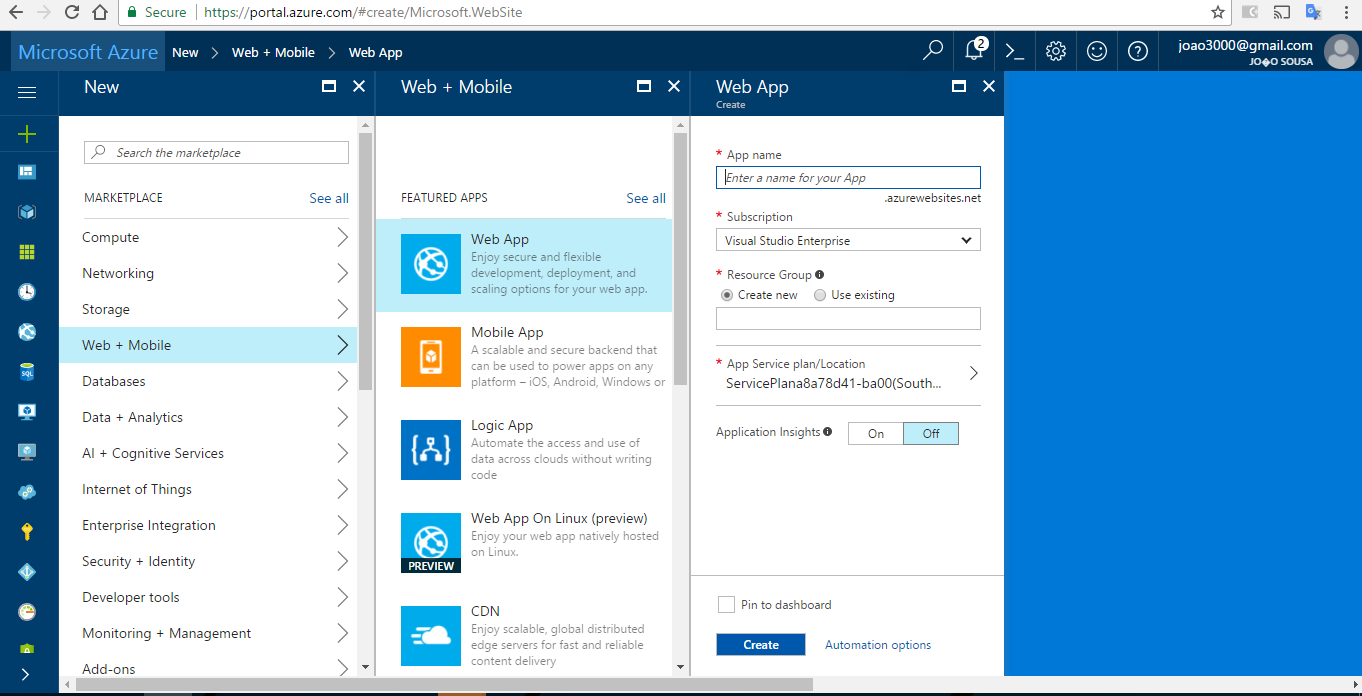 Secure https://portal.azure.com/#create/Microsoft.WebSite
Microsoft Azure New Web + Mobile Web App
2
joao3000@gmail.com
JO�O SOUSA
New
Search the marketplace
MARKETPLACE See all
Compute
Networking
Storage
Web + Mobile
Databases
Data + Analytics
AI + Cognitive Services
Internet of Things
Enterprise Integration
Security + Identity
Developer tools
Monitoring + Management
Add-ons
SQL
Web + Mobile
FEATURED APPS See all
Web App
Enjoy secure and flexible
development, deployment, and
scaling options for your web app.
Mobile App
A scalable and secure backend that
can be used to power apps on any
platform – iOS, Android, Windows or
Logic App
Automate the access and use of
data across clouds without writing
code
Web App On Linux (preview)
Enjoy your web app natively hosted
on Linux.
PREVIEW
CDN
Enjoy scalable, global distributed
edge servers for fast and reliable
content delivery
Web App
Create
* App name
Enter a name for your App
.azurewebsites.net
* Subscription
Visual Studio Enterprise
* Resource Group
Create new Use existing
* App Service plan/Location
ServicePlana8a78d41-ba00(South...
Application Insights On Off
Pin to dashboard
Create Automation options